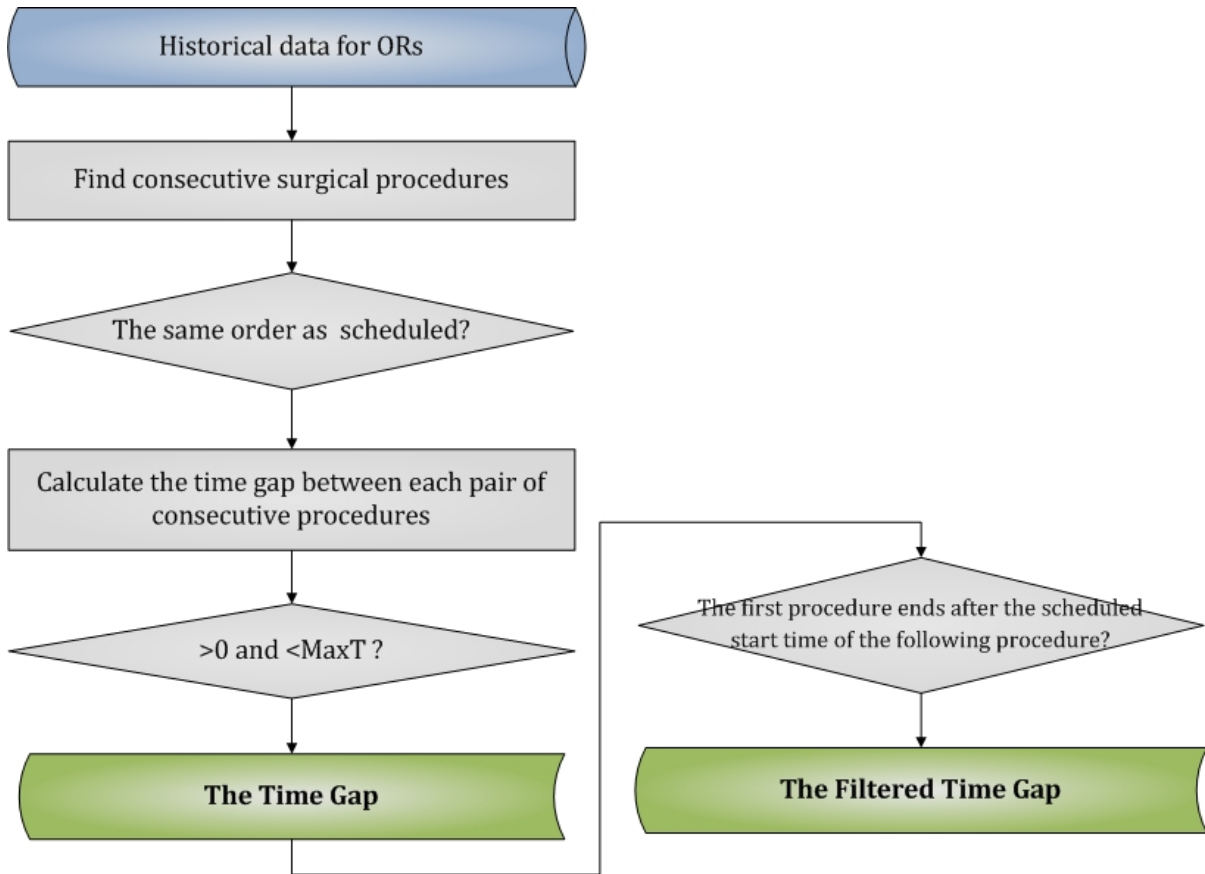 Historical data for ORs
Find consecutive surgical procedures
The same order as scheduled?
Calculate the time gap between each pair of
consecutive procedures
>0 and <MaxT ?
The Time Gap
The first procedure ends after the scheduled
start time of the following procedure?
The Filtered Time Gap